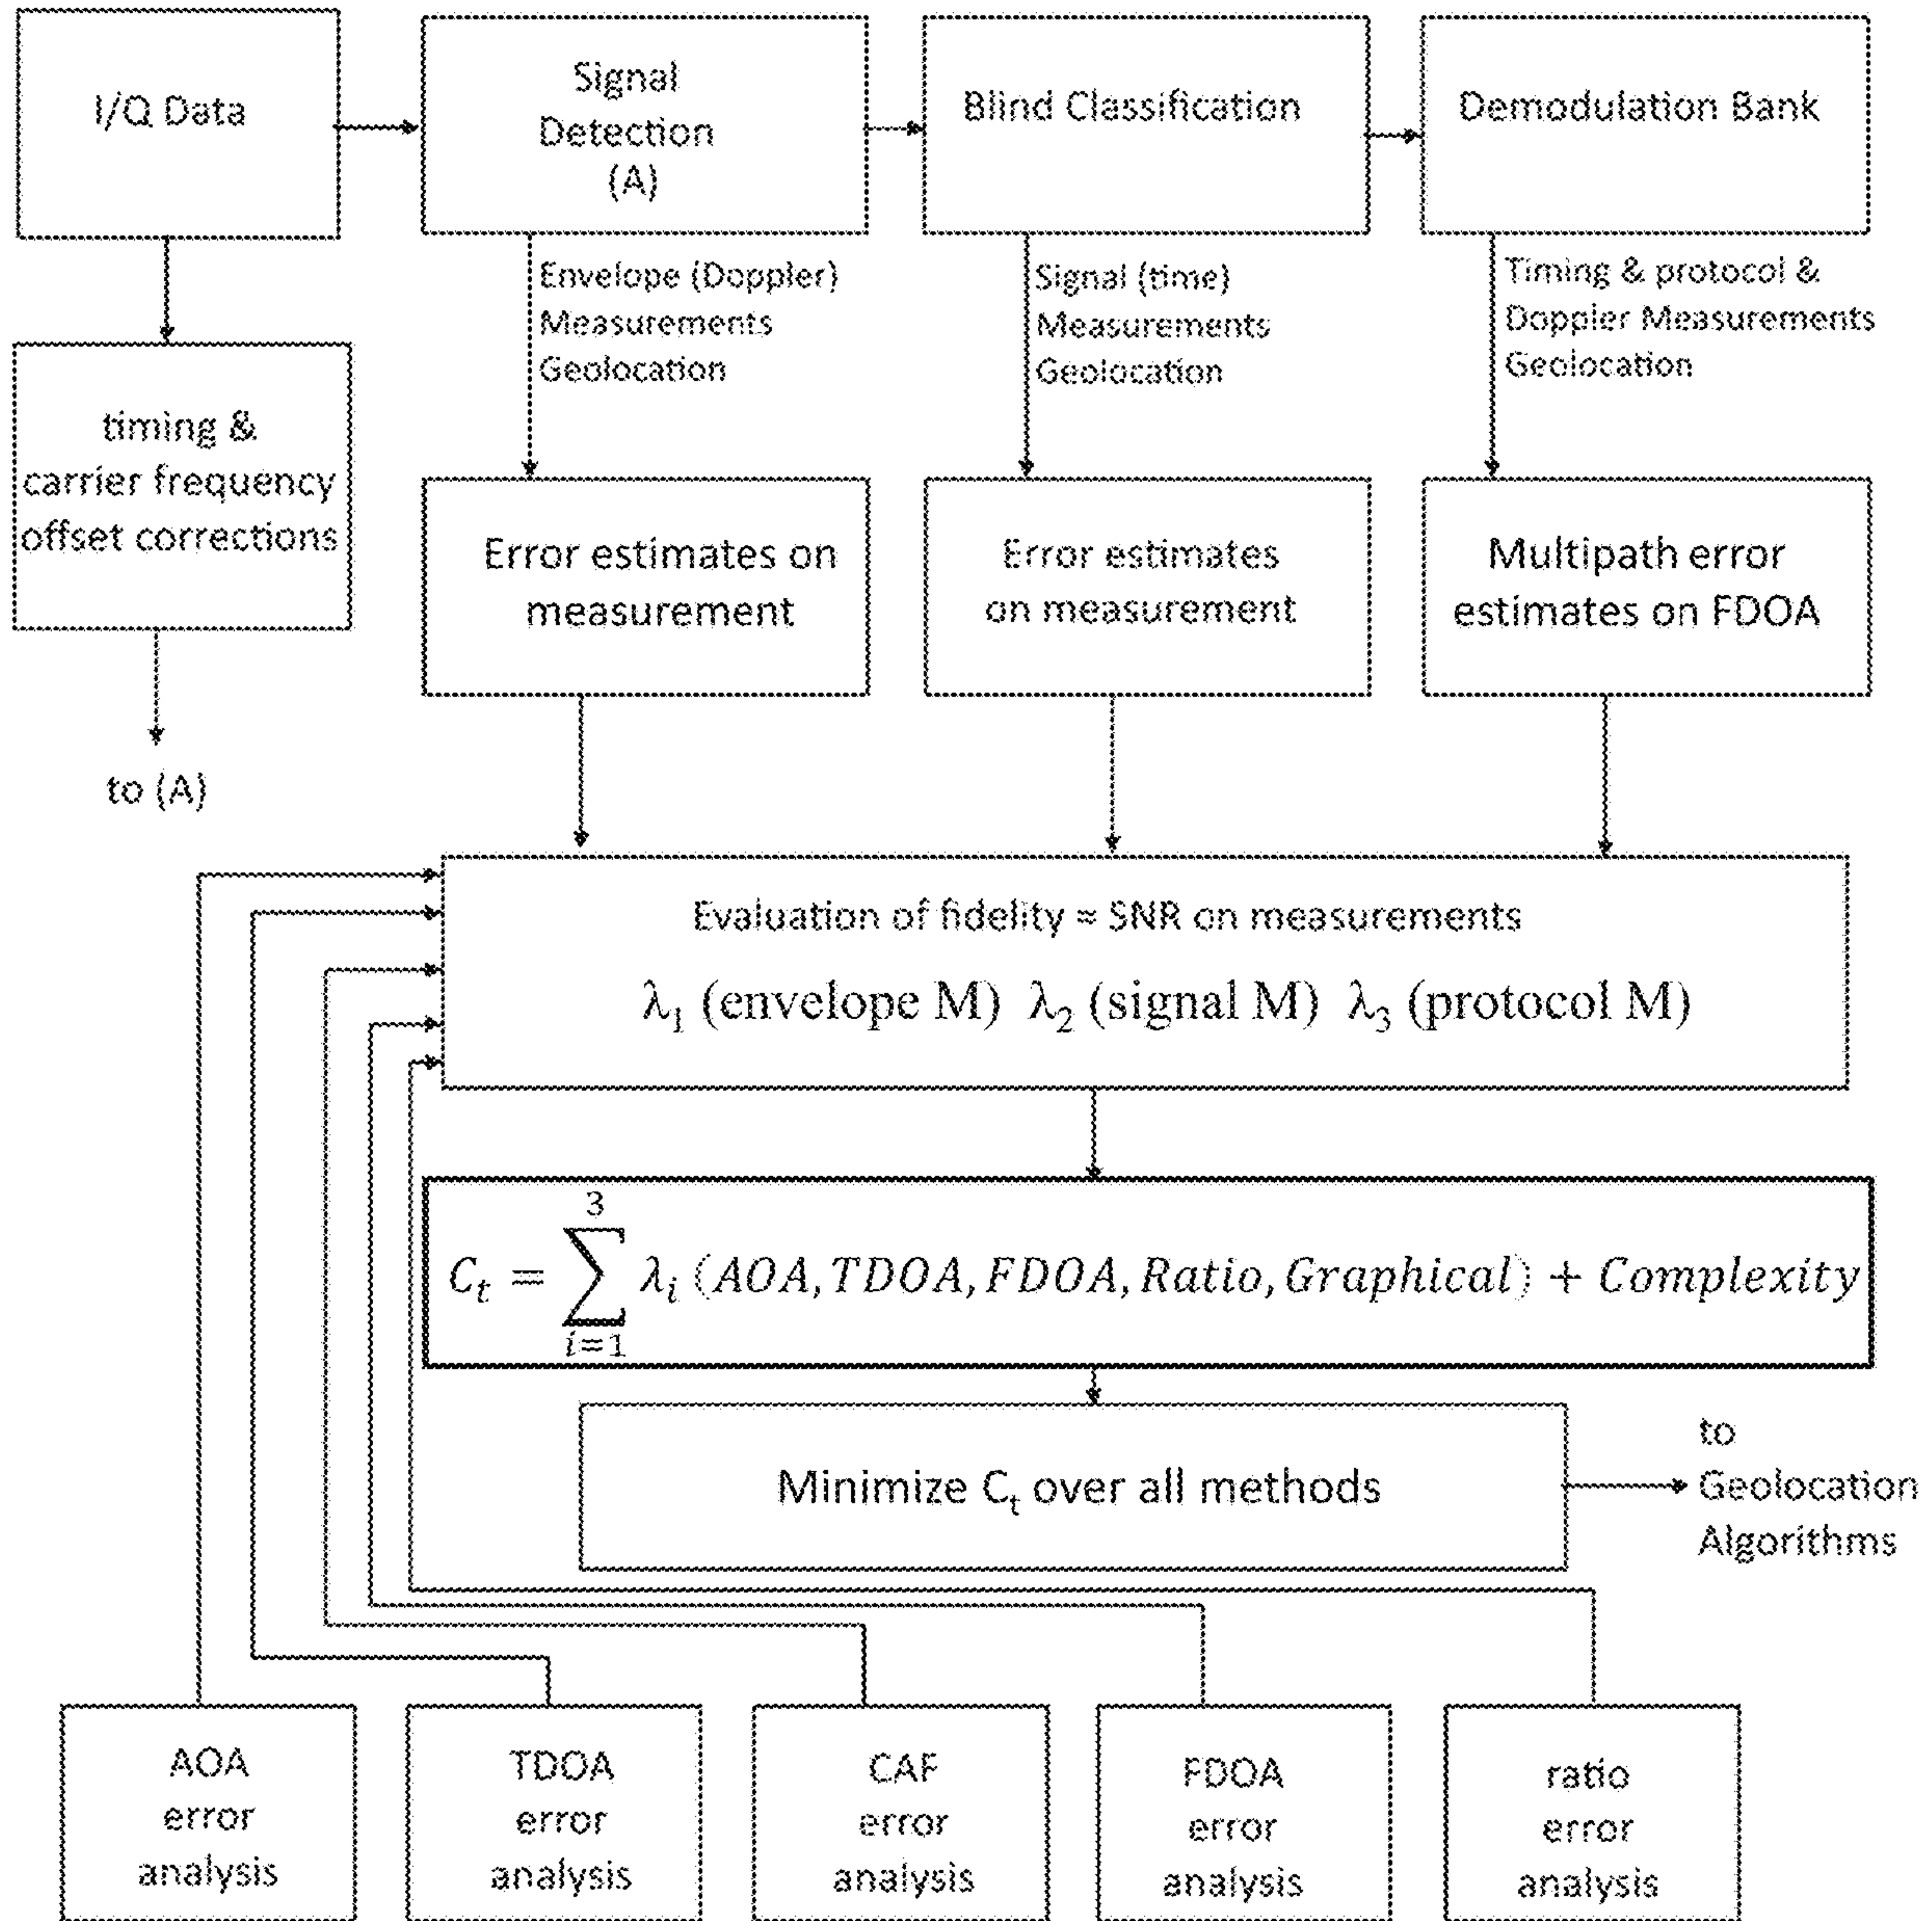 I/Q Data
Signal
Detection
(A)
Blind Classification
Demodulation Bank
Envelope (Doppler)
Measurements
Geolocation
Signal (time)
Measurements
Geolocation
Timing & protocol &
Doppler Measurements
Geolocation
timing &
carrier frequency
offset corrections
to (A)
Error estimates on
measurement
Error estimates
on measurement
Multipath error
estimates on FDOA
Evaluation of fidelity ≈ SNR on measurements
λ₁ (envelope M) λ₂ (signal M) λ₃ (protocol M)
C_t = ∑_{i=1}^{3} λ_i (AOA, TDOA, FDOA, Ratio, Graphical) + Complexity
Minimize C_t over all methods
to
Geolocation
Algorithms
AOA
error
analysis
TDOA
error
analysis
CAF
error
analysis
FDOA
error
analysis
ratio
error
analysis